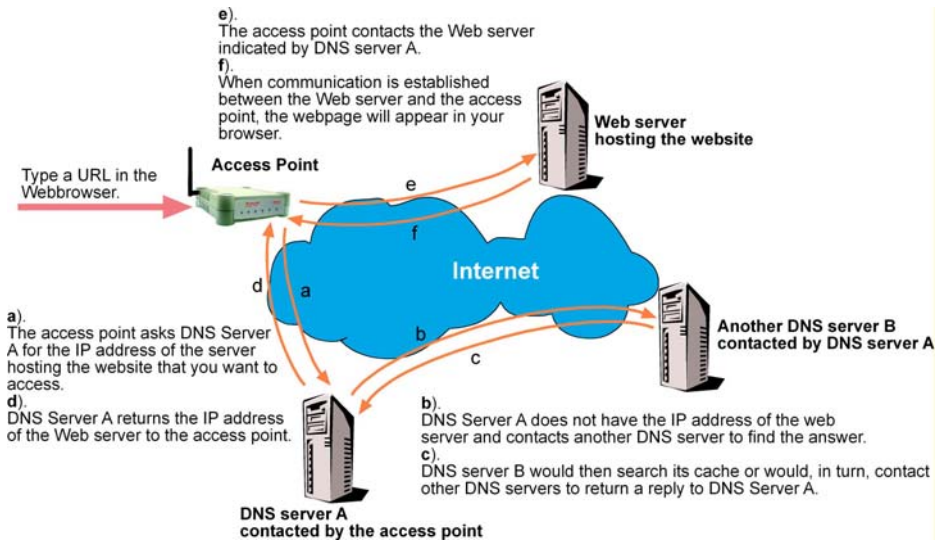 e).
The access point contacts the Web server
indicated by DNS server A.
f).
When communication is established
between the Web server and the access
point, the webpage will appear in your
browser.
Web server
hosting the website
Access Point
Type a URL in the
Webbrowser.
e
f
Internet
d
a
b
c
Another DNS server B
contacted by DNS server A
a).
The access point asks DNS Server
A for the IP address of the server
hosting the website that you want to
access.
d).
DNS Server A returns the IP address
of the Web server to the access point.
b).
DNS Server A does not have the IP address of the web
server and contacts another DNS server to find the answer.
c).
DNS server B would then search its cache or would, in turn, contact
other DNS servers to return a reply to DNS Server A.
DNS server A
contacted by the access point